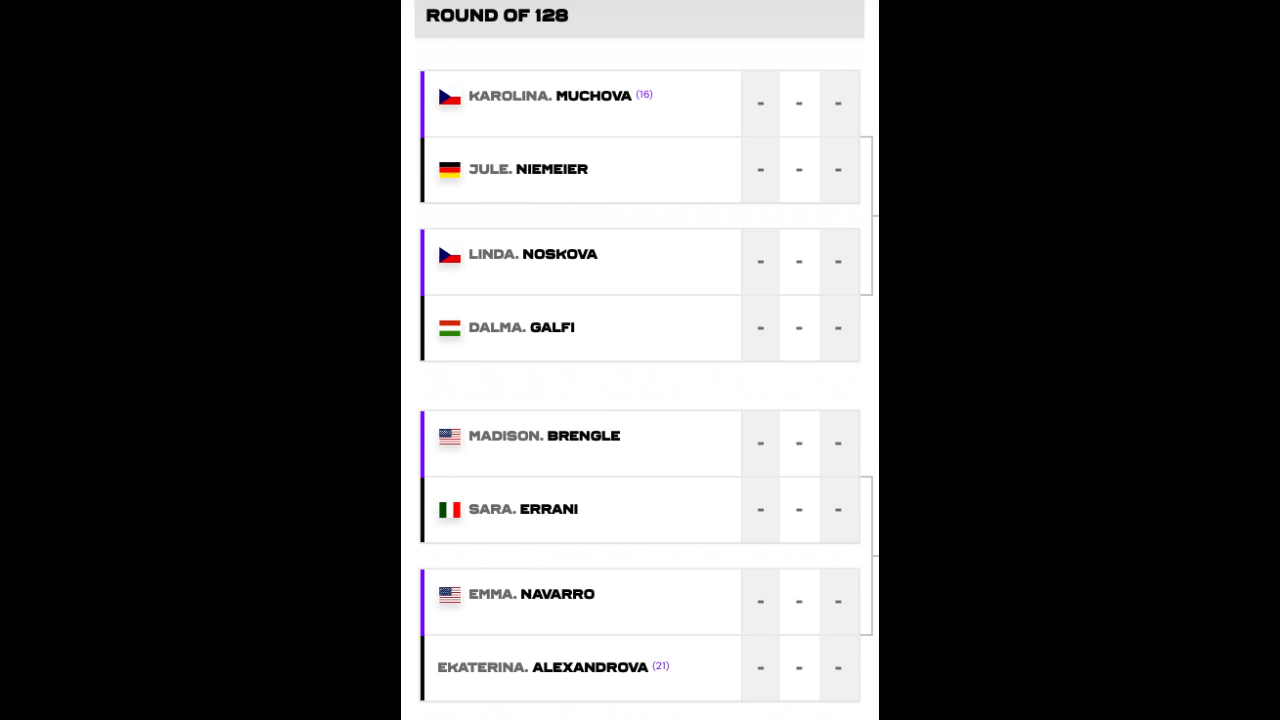 ROUND OF 128
KAROLINA. MUCHOVA (16) - - -
JULE. NIEMEIER - - -
LINDA. NOSKOVA - - -
DALMA. GALFI - - -
MADISON. BRENGLE - - -
SARA. ERRANI - - -
EMMA. NAVARRO - - -
EKATERINA. ALEXANDROVA (21) - - -